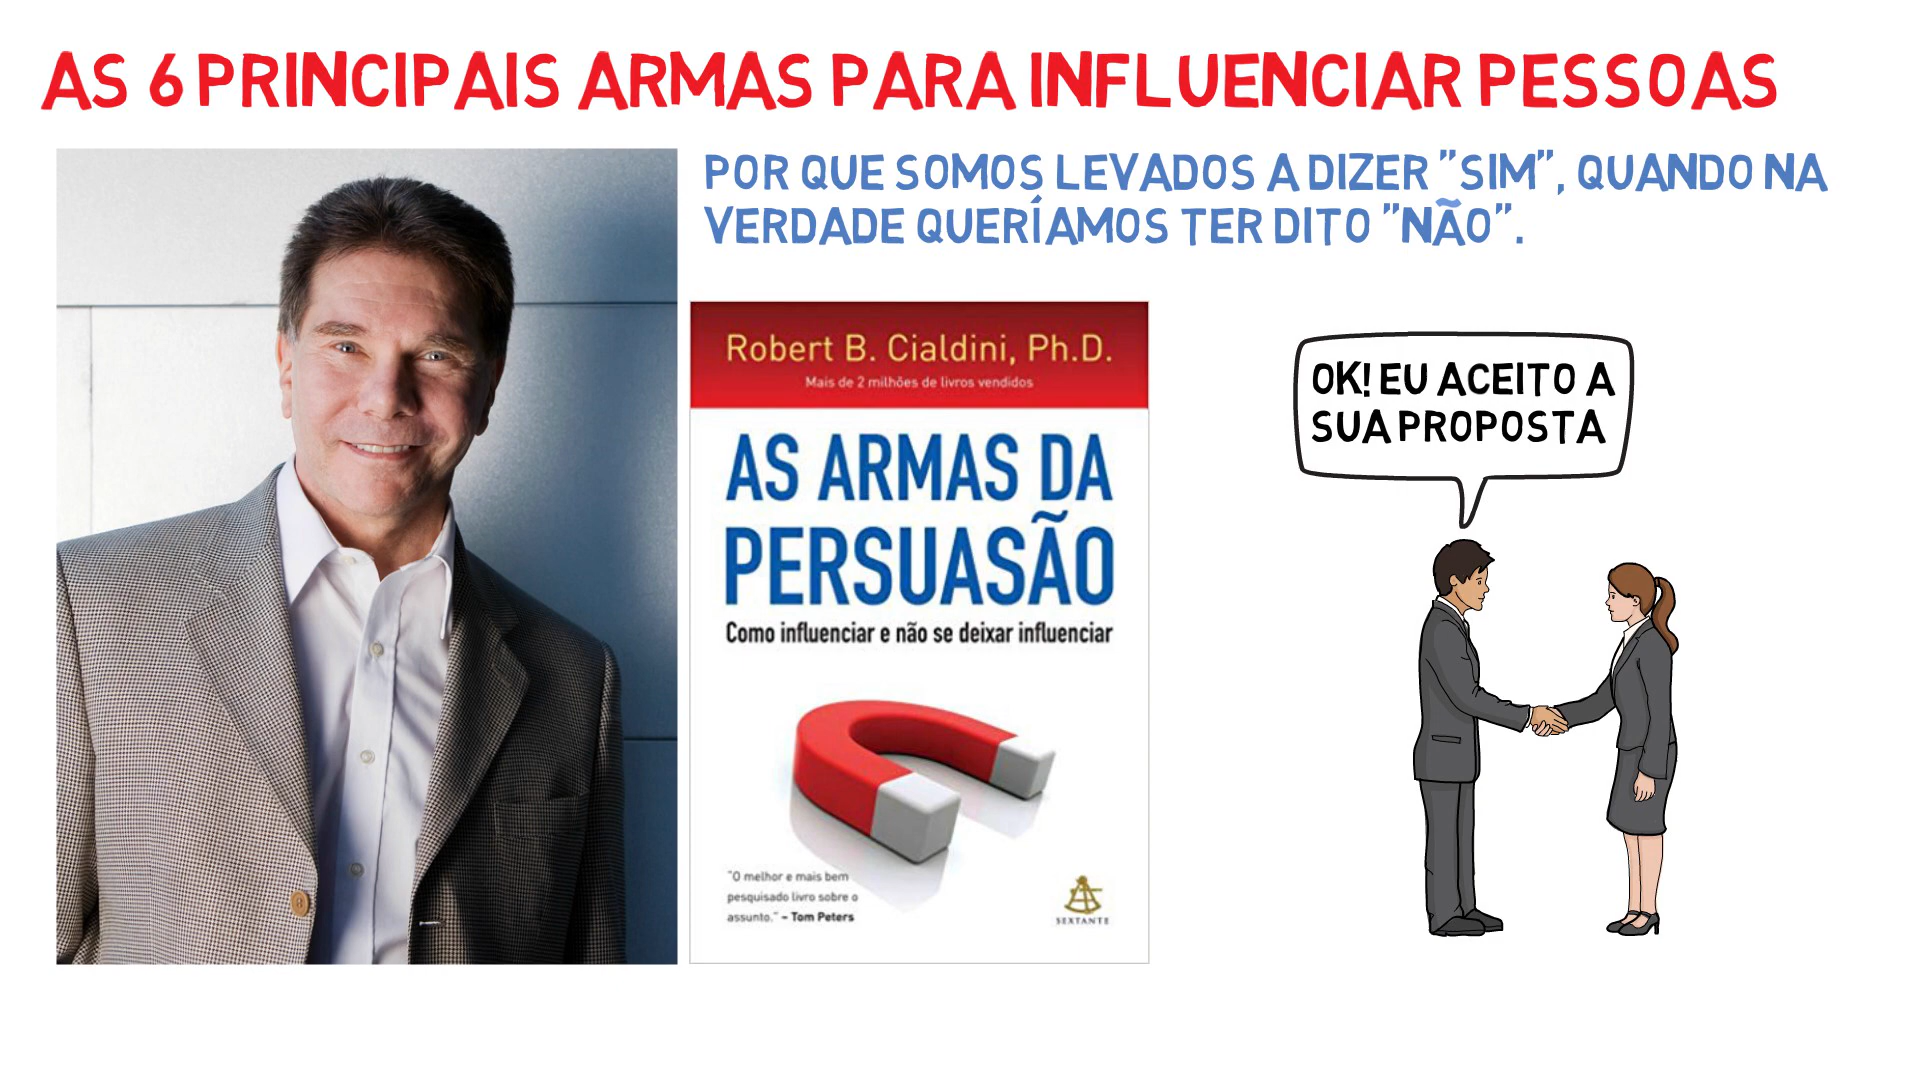 AS 6 PRINCIPAIS ARMAS PARA INFLUENCIAR PESSOAS
POR QUE SOMOS LEVADOS A DIZER "SIM", QUANDO NA
VERDADE QUERÍAMOS TER DITO "NÃO".
Robert B. Cialdini, Ph.D.
Mais de 2 milhões de livros vendidos
AS ARMAS DA
PERSUASÃO
Como influenciar e não se deixar influenciar
"O melhor e mais bem
pesquisado livro sobre o
assunto." – Tom Peters
SEXTANTE
OK! EU ACEITO A
SUA PROPOSTA